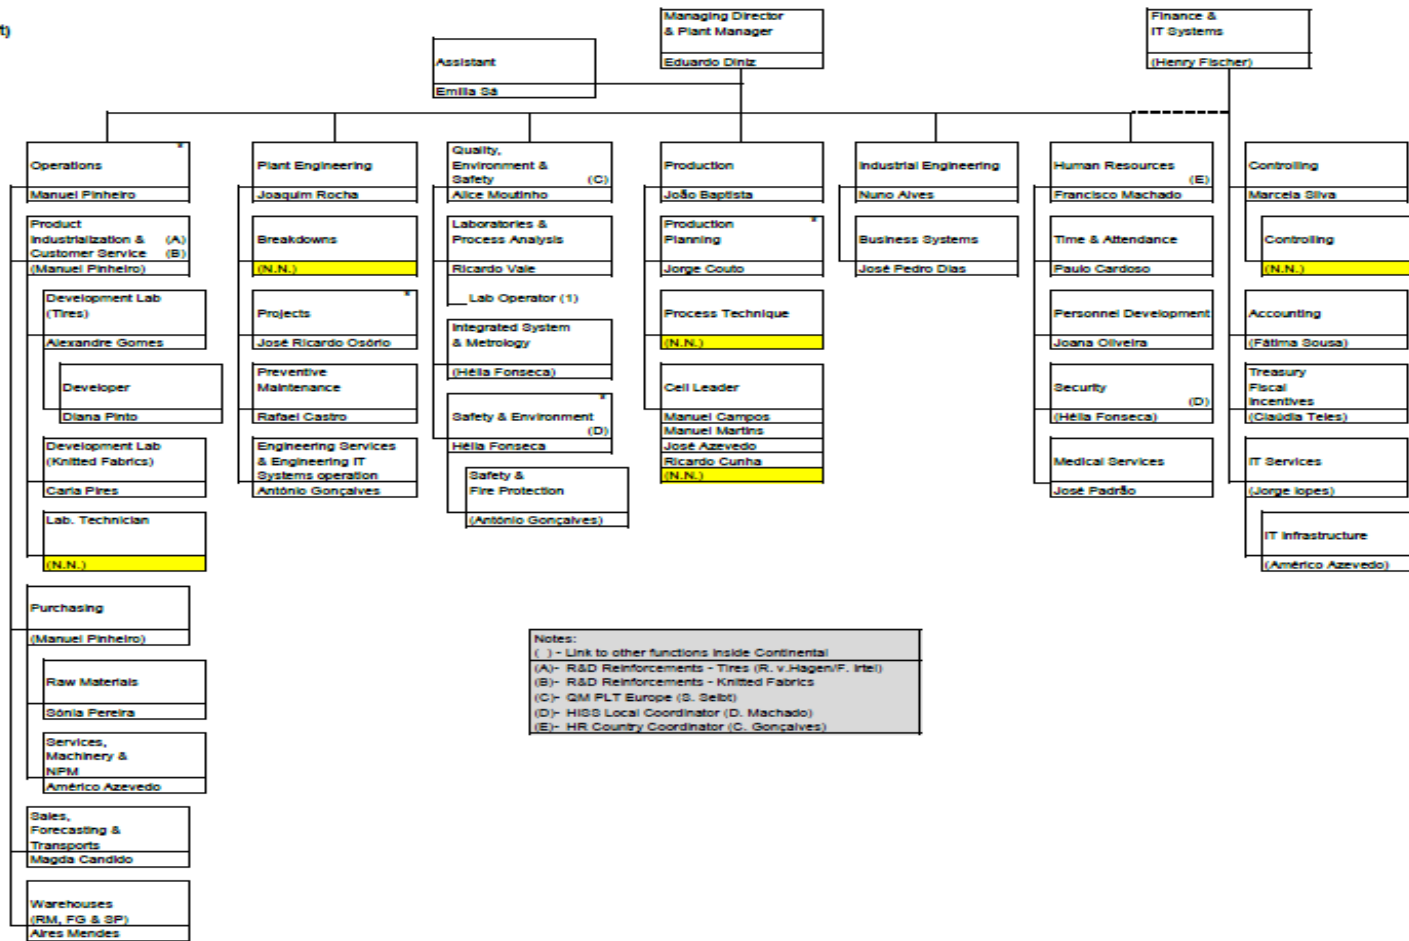 t)
Managing Director
& Plant Manager
Eduardo Diniz
Finance &
IT Systems
(Henry Fischer)
Assistant
Emília Sá
Operations *
Manuel Pinheiro
Product
Industrialization & (A)
Customer Service (B)
(Manuel Pinheiro)
Development Lab
(Tires)
Alexandre Gomes
Developer
Diana Pinto
Development Lab
(Knitted Fabrics)
Carla Pires
Lab. Technician
(N.N.)
Purchasing
(Manuel Pinheiro)
Raw Materials
Sónia Pereira
Services,
Machinery &
NPM
Américo Azevedo
Sales,
Forecasting &
Transports
Magda Candido
Warehouses
(RM, FG & SP)
Aires Mendes
Plant Engineering
Joaquim Rocha
Breakdowns
(N.N.)
Projects *
José Ricardo Osório
Preventive
Maintenance
Rafael Castro
Engineering Services
& Engineering IT
Systems operation
António Gonçalves
Quality,
Environment &
Safety (C)
Alice Moutinho
Laboratories &
Process Analysis
Ricardo Vale
Lab Operator (1)
Integrated System
& Metrology
(Hélia Fonseca)
Safety & Environment *
(D)
Hélia Fonseca
Safety &
Fire Protection
(António Gonçalves)
Production
João Baptista
Production *
Planning
Jorge Couto
Process Technique
(N.N.)
Cell Leader
Manuel Campos
Manuel Martins
José Azevedo
Ricardo Cunha
(N.N.)
Industrial Engineering
Nuno Alves
Business Systems
José Pedro Dias
Human Resources
(E)
Francisco Machado
Time & Attendance
Paulo Cardoso
Personnel Development
Joana Oliveira
Security
(D)
(Hélia Fonseca)
Medical Services
José Padrão
Controlling
Marcela Silva
Controlling
(N.N.)
Accounting
(Fátima Sousa)
Treasury
Fiscal
Incentives
(Claúdia Teles)
IT Services
(Jorge lopes)
IT Infrastructure
(Américo Azevedo)
Notes:
( ) - Link to other functions inside Continental
(A)- R&D Reinforcements - Tires (R. v.Hagen/F. Irtel)
(B)- R&D Reinforcements - Knitted Fabrics
(C)- QM PLT Europe (S. Seibt)
(D)- HISS Local Coordinator (D. Machado)
(E)- HR Country Coordinator (C. Gonçalves)